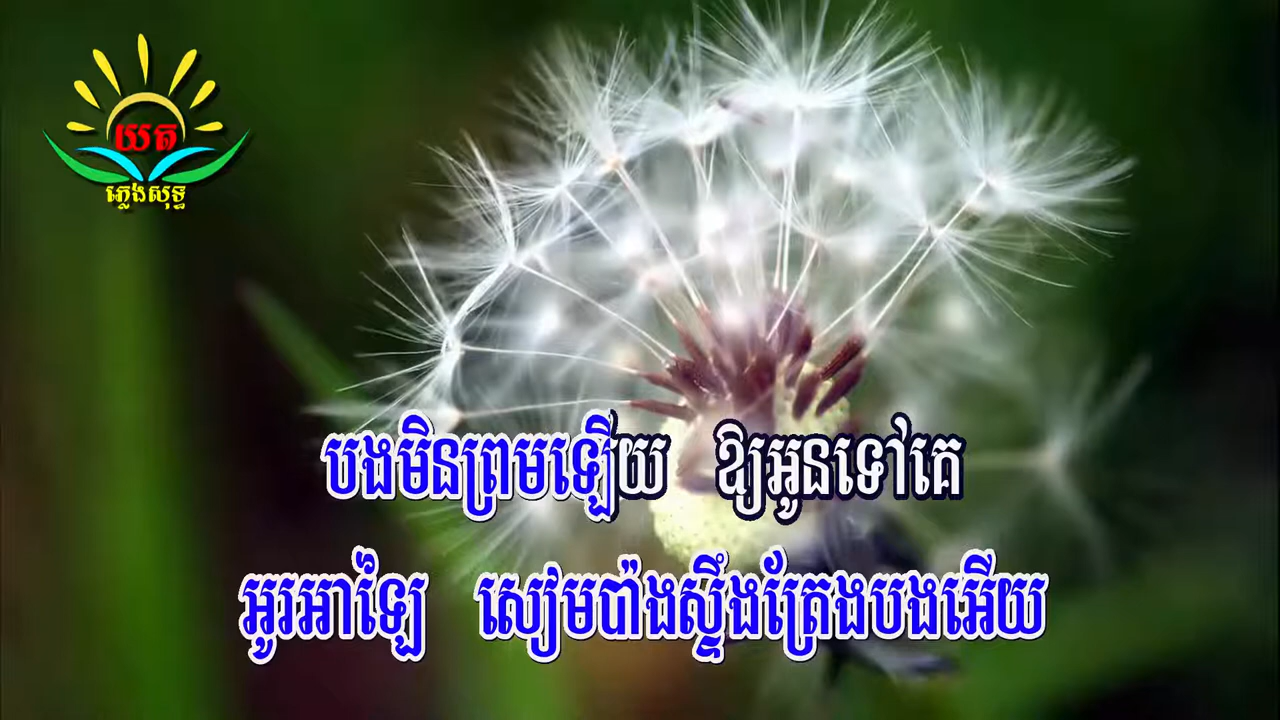 យត
ភ្លេងសុទ្ធ
បងមិនព្រមឡើយ ឱ្យអូនទៅគេ
អូរអាឡៃ សៀមប៉ាងស្ទឹងត្រែងបងអើយ